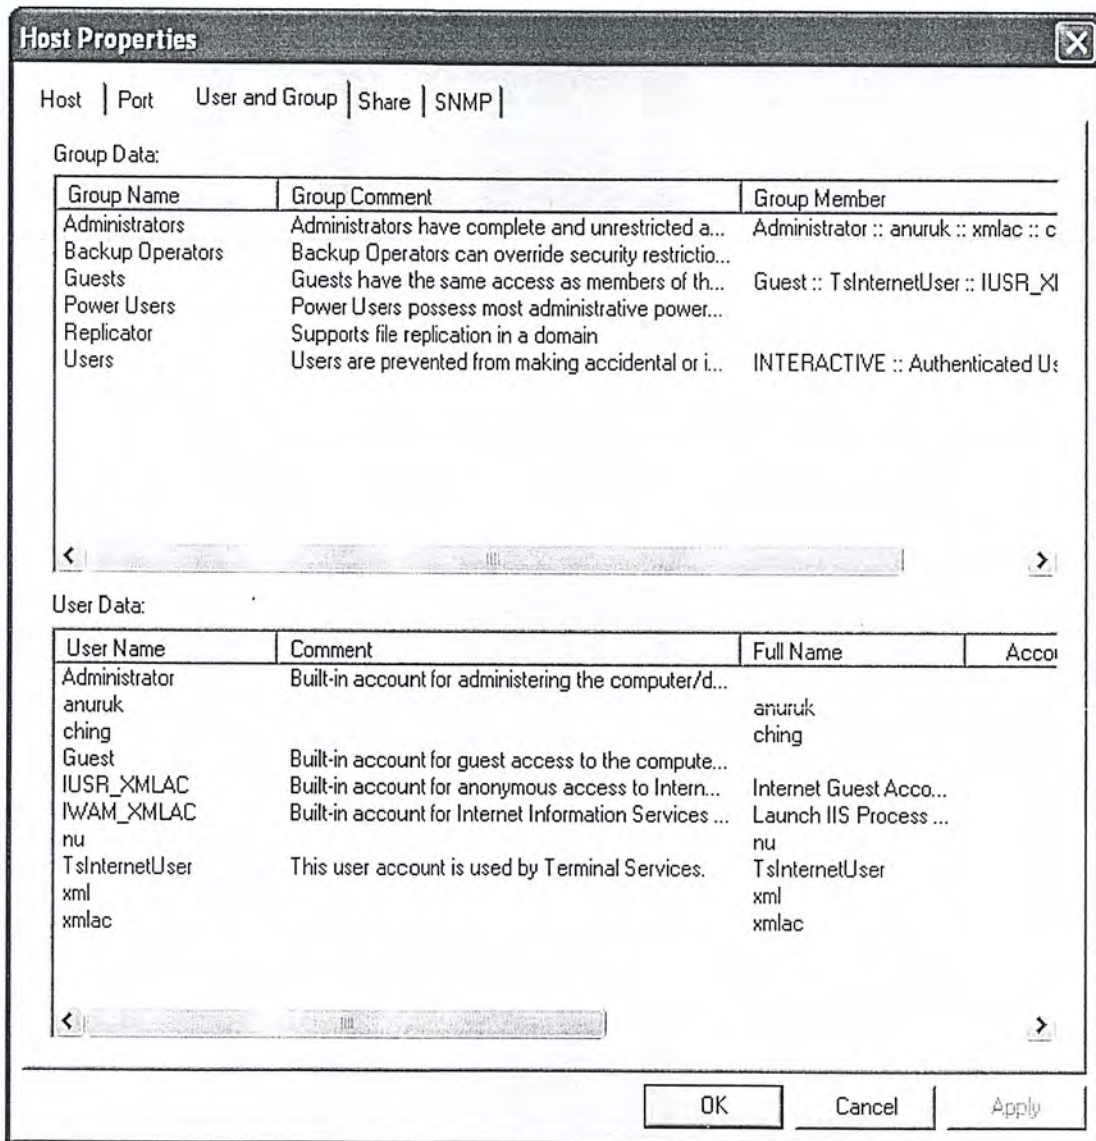 Host Properties
Host Port User and Group Share SNMP
Group Data:
Group Name Group Comment Group Member
Administrators Administrators have complete and unrestricted a... Administrator :: anuruk :: xmlac :: c
Backup Operators Backup Operators can override security restrictio...
Guests Guests have the same access as members of th... Guest :: TsInternetUser :: IUSR_XI
Power Users Power Users possess most administrative power...
Replicator Supports file replication in a domain
Users Users are prevented from making accidental or i... INTERACTIVE :: Authenticated Us
User Data:
User Name Comment Full Name Accou
Administrator Built-in account for administering the computer/d...
anuruk anuruk
ching ching
Guest Built-in account for guest access to the compute...
IUSR_XMLAC Built-in account for anonymous access to Intern... Internet Guest Acco...
IWAM_XMLAC Built-in account for Internet Information Services ... Launch IIS Process ...
nu nu
TsInternetUser This user account is used by Terminal Services. TsInternetUser
xml xml
xmlac xmlac
OK Cancel Apply